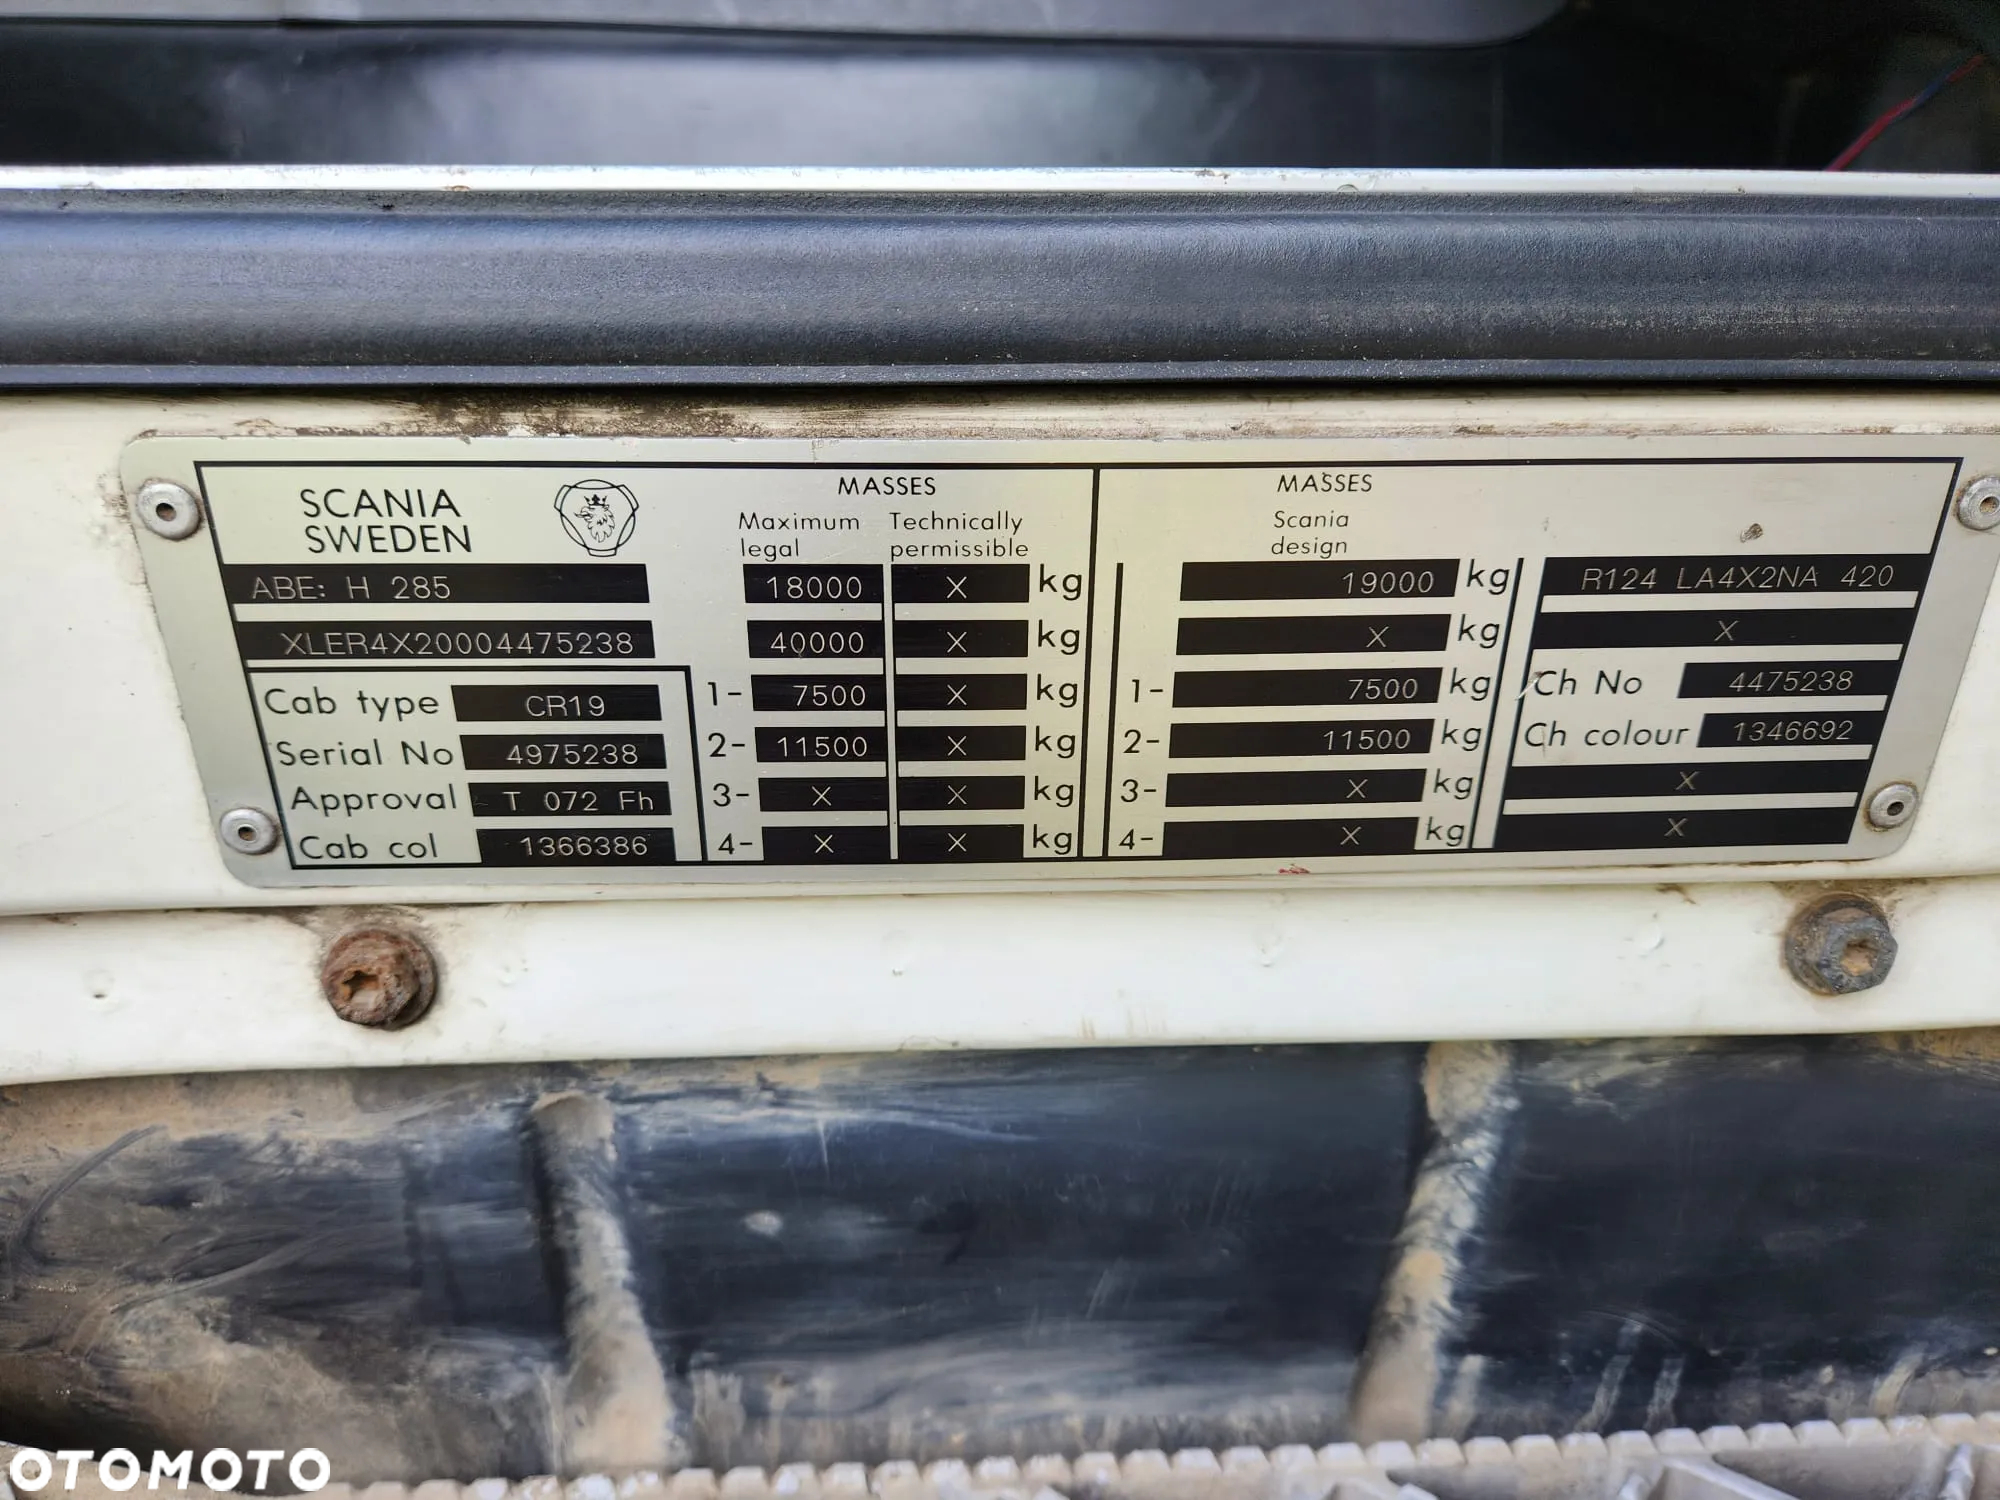 SCANIA
SWEDEN
ABE: H 285
XLER4X20004475238
Cab type CR19
Serial No 4975238
Approval T 072 Fh
Cab col 1366386
MASSES
Maximum legal Technically permissible
18000 X kg
40000 X kg
1- 7500 X kg
2- 11500 X kg
3- X X kg
4- X X kg
MASSES
Scania
design
19000 kg
X kg
1- 7500 kg
2- 11500 kg
3- X kg
4- X kg
R124 LA4X2NA 420
X
Ch No 4475238
Ch colour 1346692
X
X
OTOMOTO